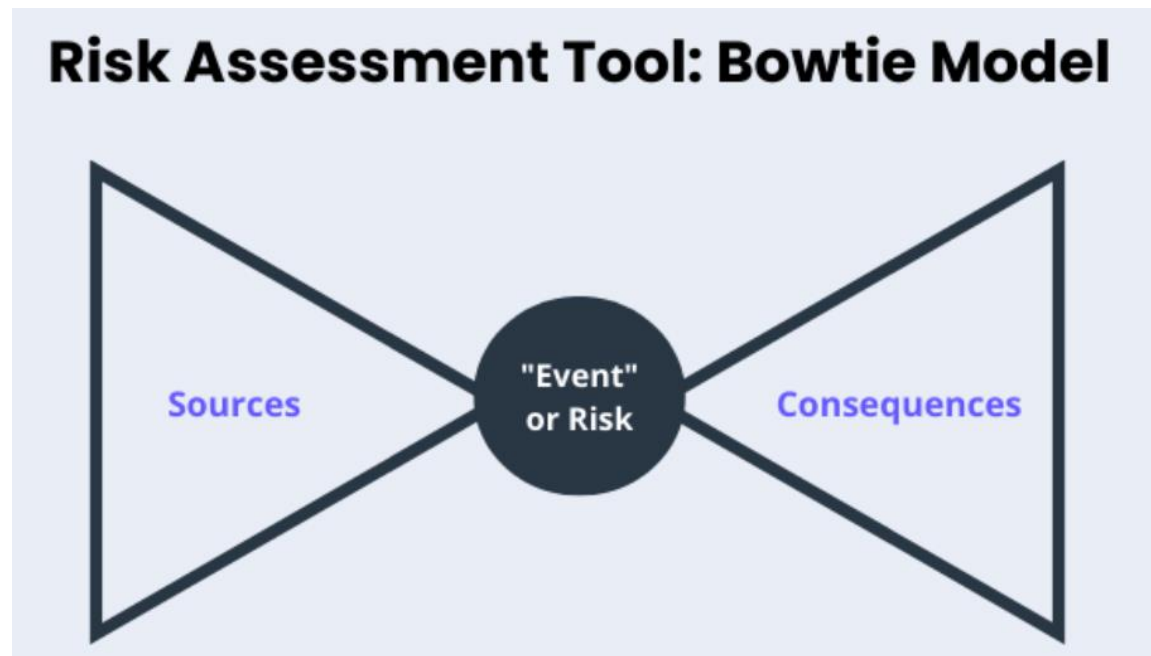 Risk Assessment Tool: Bowtie Model
"Event"
or Risk
Sources
Consequences